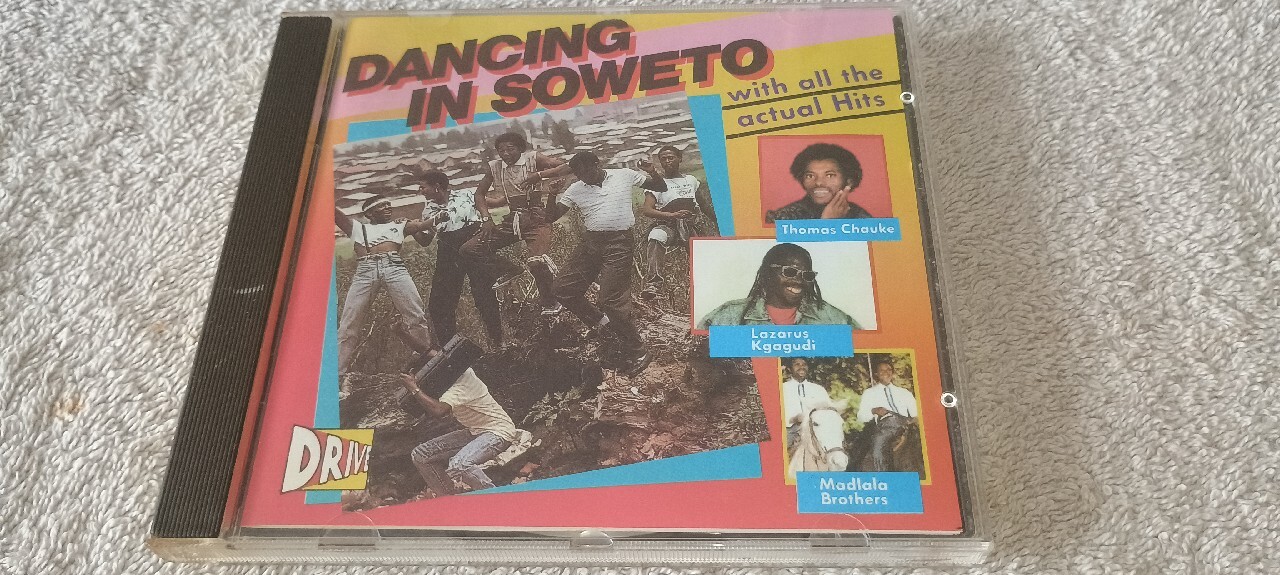 DANCING
IN SOWETO
with all the
actual Hits
Thomas Chauke
Lazarus
Kgagudi
Madlala
Brothers
DRIVE